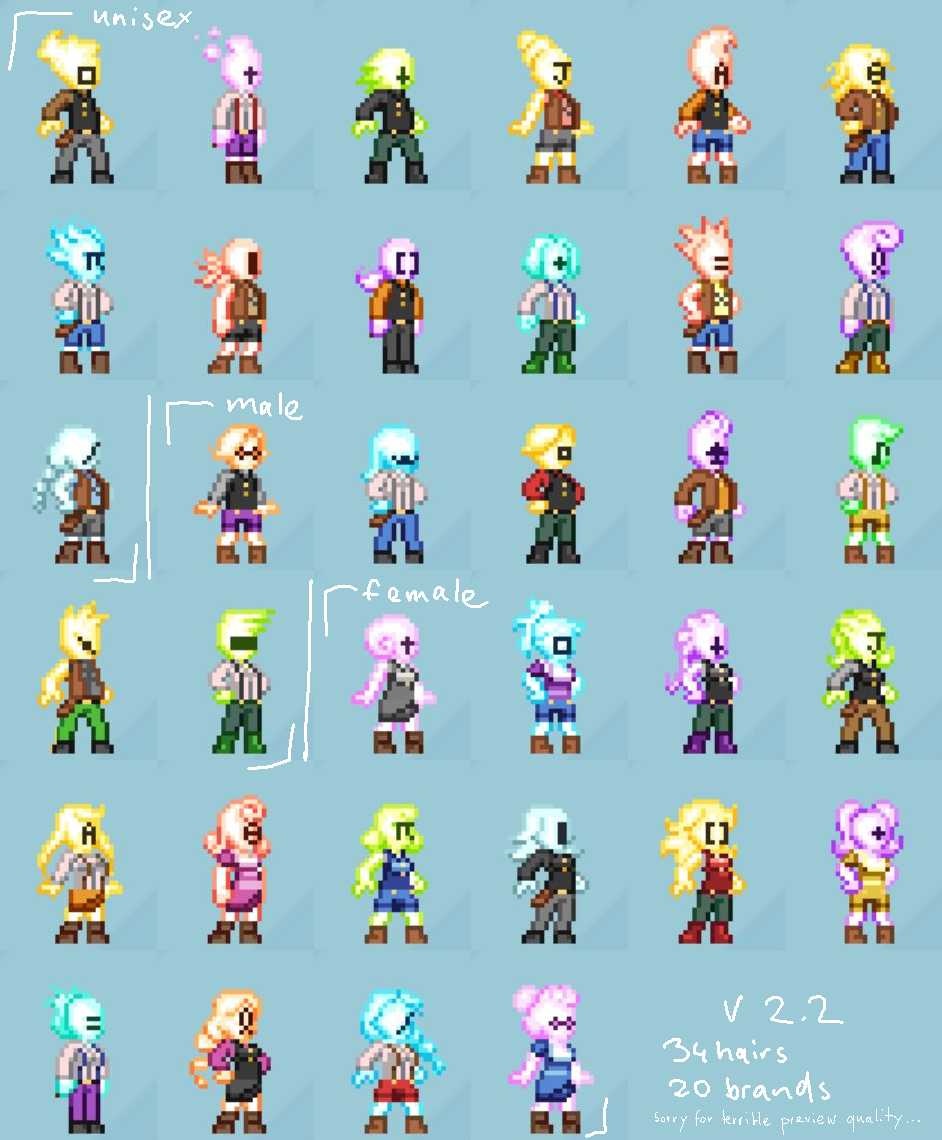 unisex
male
female
v 2.2
34 hairs
20 brands
sorry for terrible preview quality...